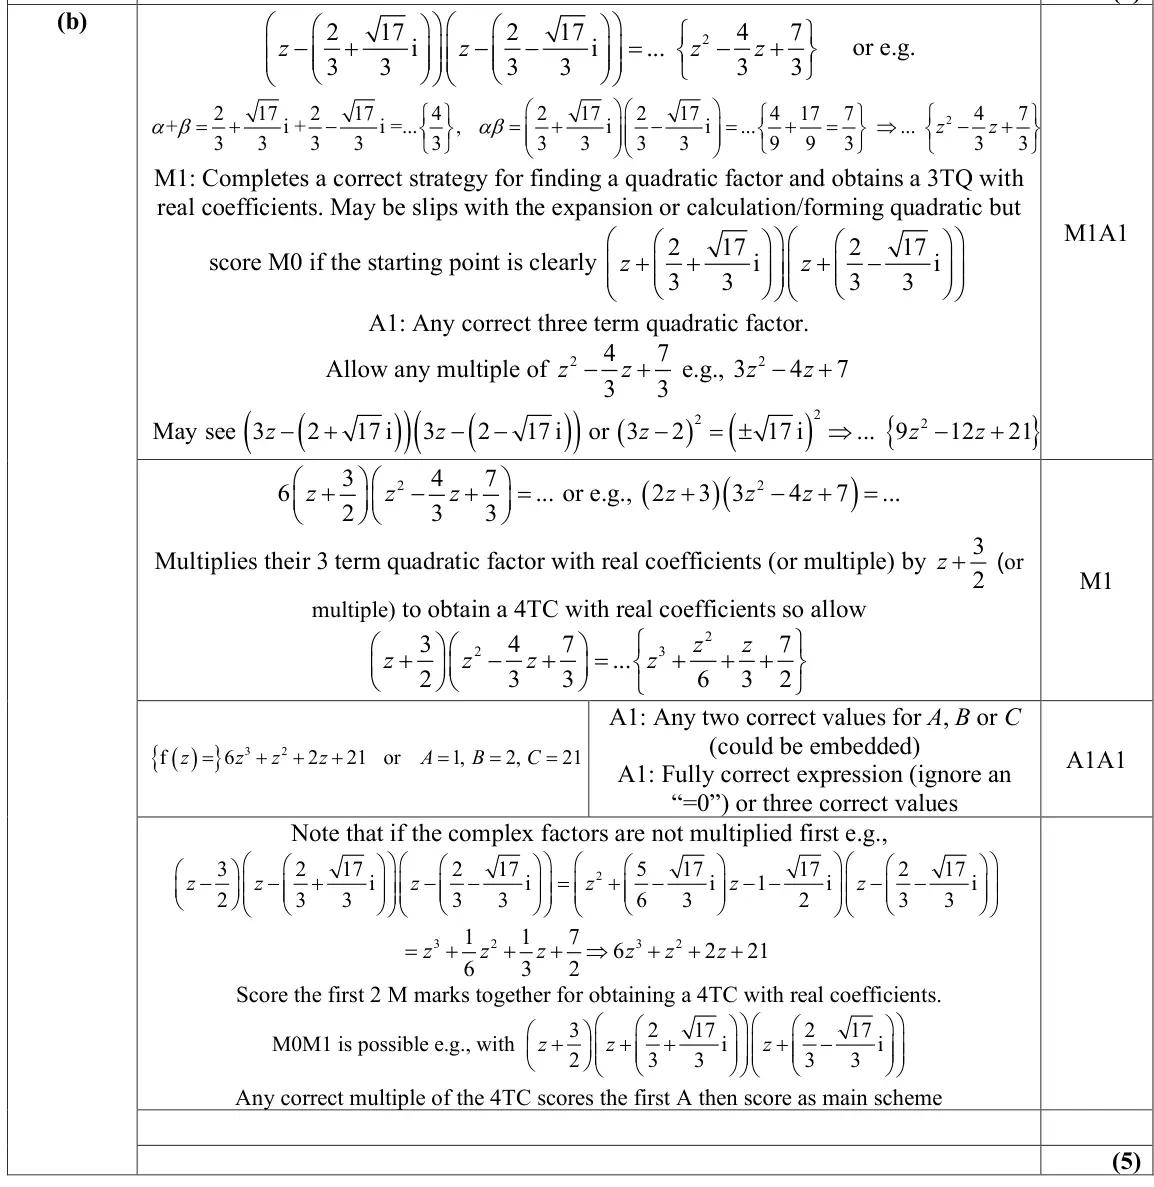 (b)
(z − (2/3 + √17/3 i))(z − (2/3 − √17/3 i)) = ... {z² − 4/3 z + 7/3} or e.g.
α+β = 2/3 + √17/3 i + 2/3 − √17/3 i = ...{4/3}, αβ = (2/3 + √17/3 i)(2/3 − √17/3 i) = ...{4/9 + 17/9 = 7/3} ⇒ ... {z² − 4/3 z + 7/3}
M1: Completes a correct strategy for finding a quadratic factor and obtains a 3TQ with
real coefficients. May be slips with the expansion or calculation/forming quadratic but
score M0 if the starting point is clearly (z + (2/3 + √17/3 i))(z + (2/3 − √17/3 i))
M1A1
A1: Any correct three term quadratic factor.
Allow any multiple of z² − 4/3 z + 7/3 e.g., 3z² − 4z + 7
May see (3z − (2 + √17 i))(3z − (2 − √17 i)) or (3z − 2)² = (±√17 i)² ⇒ ... {9z² − 12z + 21}
6(z + 3/2)(z² − 4/3 z + 7/3) = ... or e.g., (2z + 3)(3z² − 4z + 7) = ...
Multiplies their 3 term quadratic factor with real coefficients (or multiple) by z + 3/2 (or
multiple) to obtain a 4TC with real coefficients so allow
M1
(z + 3/2)(z² − 4/3 z + 7/3) = ...{z³ + z²/6 + z/3 + 7/2}
{f(z) =}6z³ + z² + 2z + 21 or A = 1, B = 2, C = 21
A1: Any two correct values for A, B or C
(could be embedded)
A1: Fully correct expression (ignore an
“=0”) or three correct values
A1A1
Note that if the complex factors are not multiplied first e.g.,
(z − 3/2)(z − (2/3 + √17/3 i))(z − (2/3 − √17/3 i)) = (z² + (5/6 − √17/3 i)z − 1 − √17/2 i)(z − (2/3 − √17/3 i))
= z³ + 1/6 z² + 1/3 z + 7/2 ⇒ 6z³ + z² + 2z + 21
Score the first 2 M marks together for obtaining a 4TC with real coefficients.
M0M1 is possible e.g., with (z + 3/2)(z + (2/3 + √17/3 i))(z + (2/3 − √17/3 i))
Any correct multiple of the 4TC scores the first A then score as main scheme
(5)